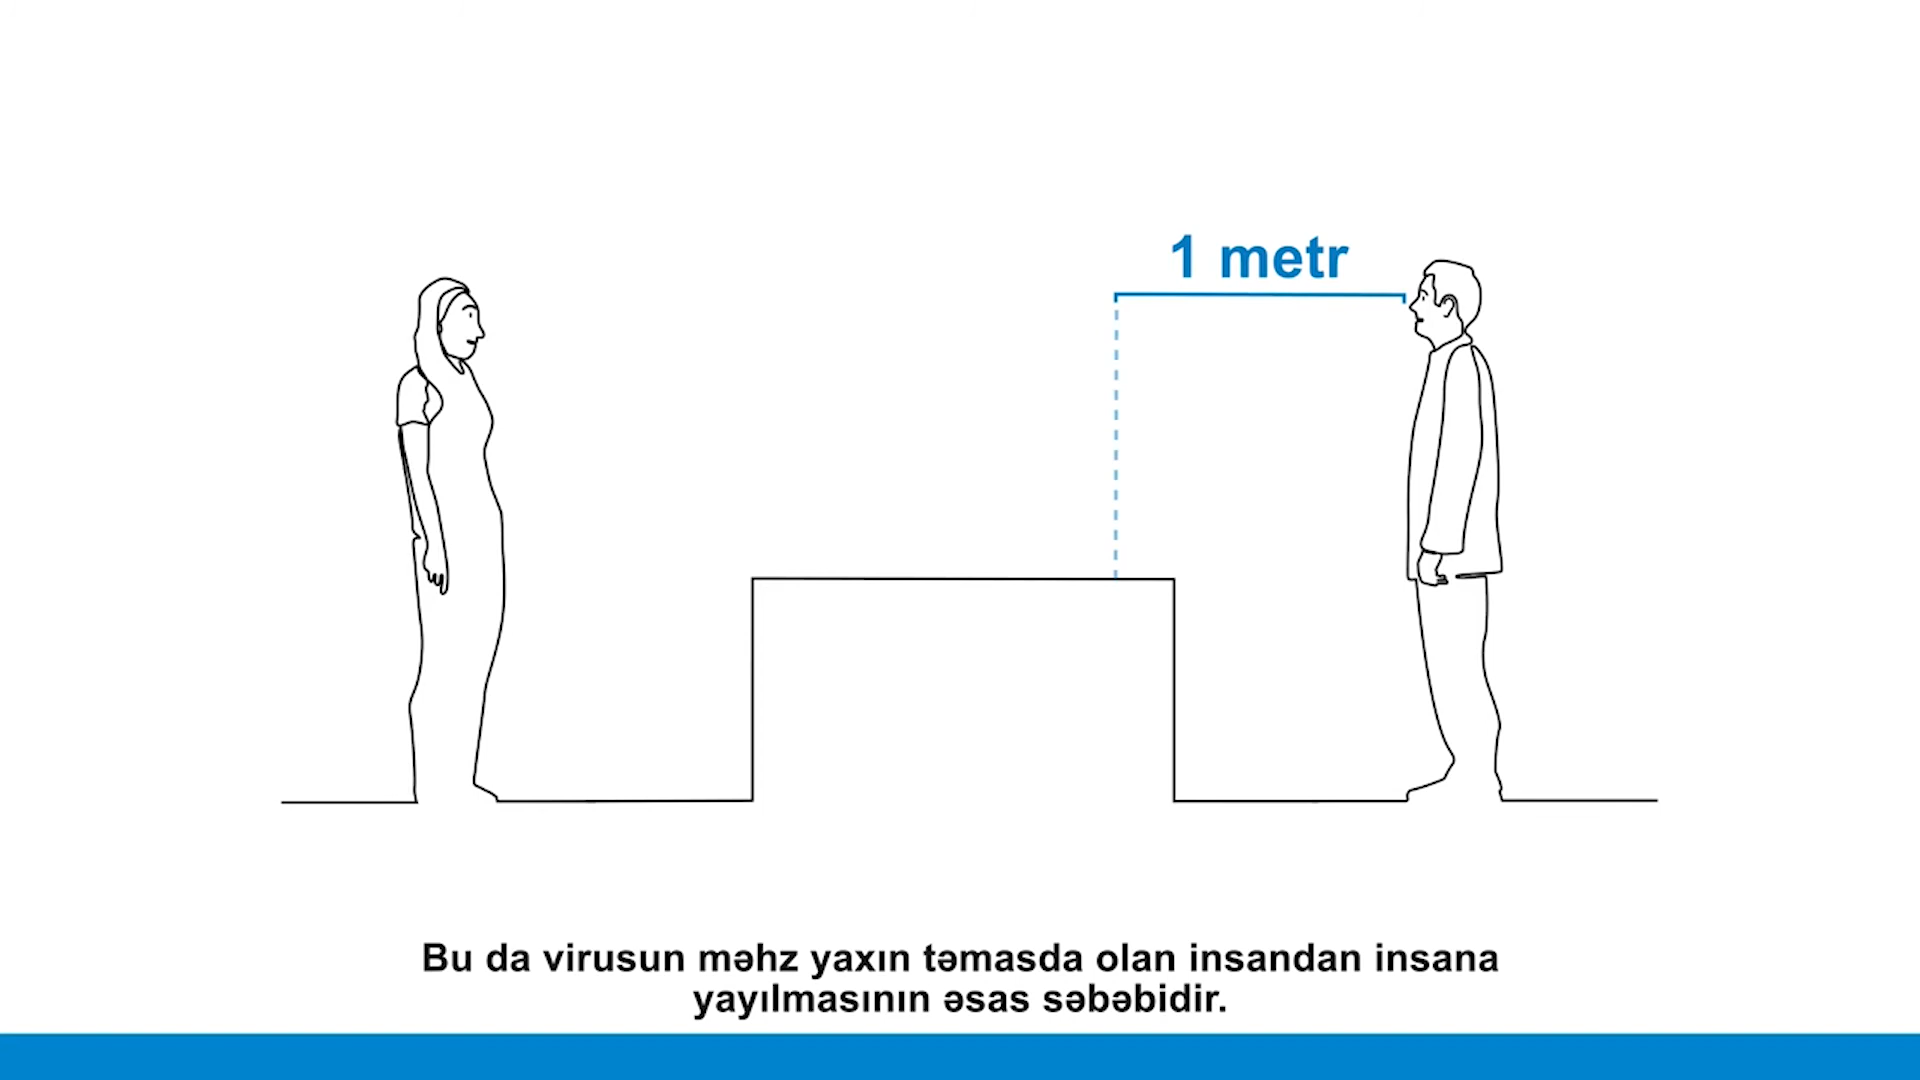 1 metr
Bu da virusun məhz yaxın təmasda olan insandan insana
yayılmasının əsas səbəbidir.